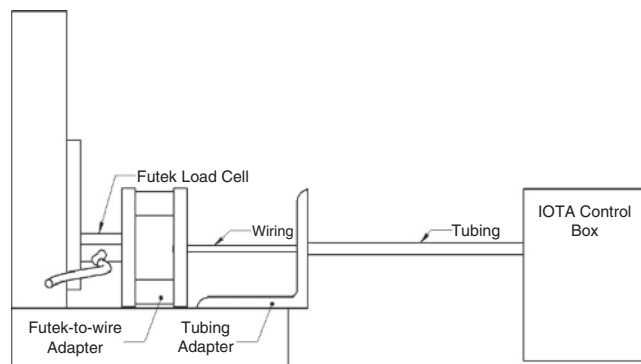 Futek Load Cell
Wiring
Tubing
IOTA Control
Box
Futek-to-wire
Adapter
Tubing
Adapter